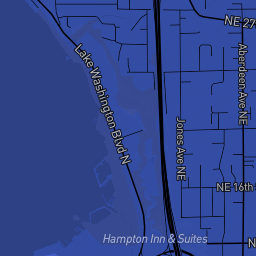 NE 27
Lake Washington Blvd N
Aberdeen Ave NE
Jones Ave NE
NE 16th
Hampton Inn & Suites
N